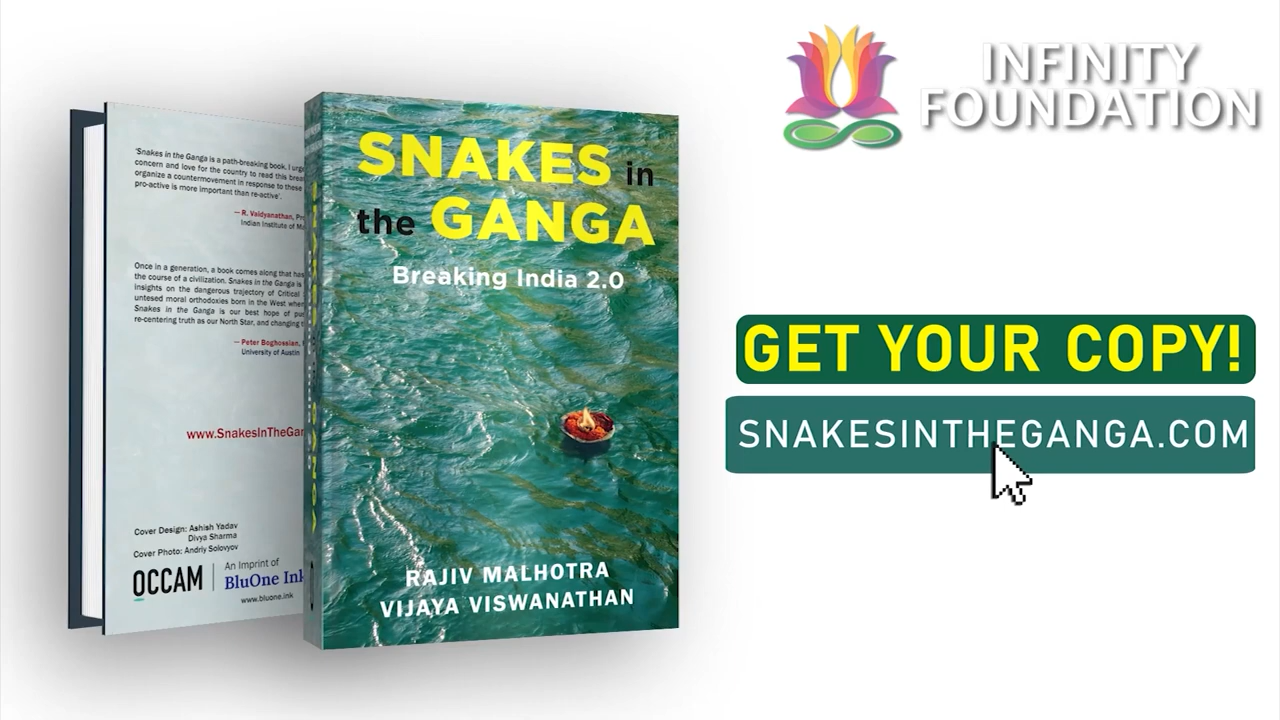 'Snakes in the Ganga is a path-breaking book. I urge
concern and love for the country to read this
organize a countermovement in response to these
pro-active is more important than re-active'.
— R. Vaidyanathan,
Indian Institute of
Once in a generation, a book comes along that has
the course of a civilization. Snakes in the Ganga is
insights on the dangerous trajectory of Critical
untesed moral orthodoxies born in the West
Snakes in the Ganga is our best hope of
re-centering truth as our North Star, and changing
— Peter Boghossian,
University of Austin
www.SnakesInTheGan
Cover Design: Ashish Yadav
Divya Sharma
Cover Photo: Andriy Solovyov
OCCAM
An Imprint of
BluOne Ink
www.bluone.ink
SNAKES in
the GANGA
Breaking India 2.0
RAJIV MALHOTRA
VIJAYA VISWANATHAN
INFINITY
FOUNDATION
GET YOUR COPY!
SNAKESINTHEGANGA.COM